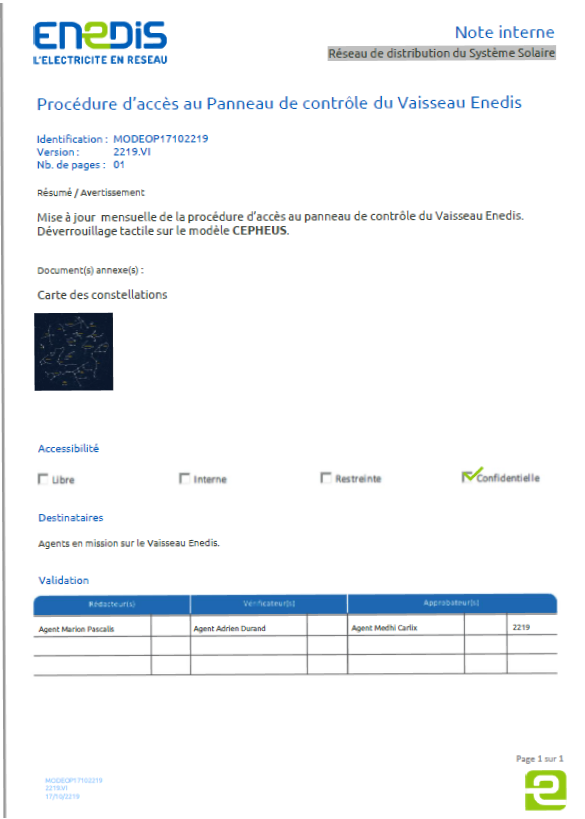 ENEDIS
L'ELECTRICITE EN RESEAU
Note interne
Réseau de distribution du Système Solaire
Procédure d'accès au Panneau de contrôle du Vaisseau Enedis
Identification : MODEOP17102219
Version : 2219.VI
Nb. de pages : 01
Résumé / Avertissement
Mise à jour mensuelle de la procédure d'accès au panneau de contrôle du Vaisseau Enedis.
Déverrouillage tactile sur le modèle CEPHEUS.
Document(s) annexe(s) :
Carte des constellations
Accessibilité
Libre Interne Restreinte Confidentielle
Destinataires
Agents en mission sur le Vaisseau Enedis.
Validation
Rédacteur(s) Vérificateur(s) Approbateur(s)
Agent Marion Pascalis Agent Adrien Durand Agent Medhi Carlix 2219
Page 1 sur 1
MODEOP17102219
2219.VI
17/10/2219